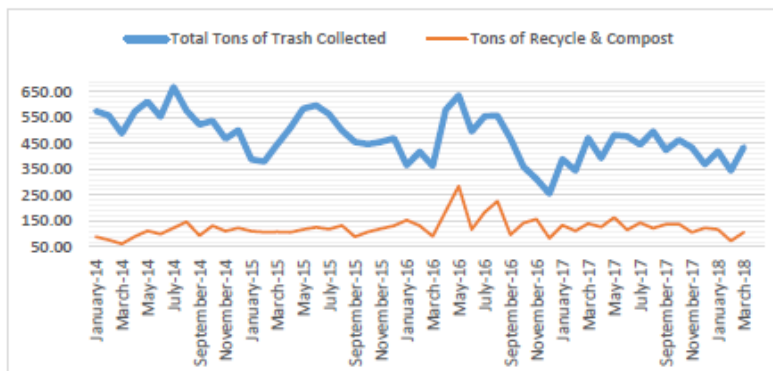 Total Tons of Trash Collected Tons of Recycle & Compost
650.00
550.00
450.00
350.00
250.00
150.00
50.00
January-14
March-14
May-14
July-14
September-14
November-14
January-15
March-15
May-15
July-15
September-15
November-15
January-16
March-16
May-16
July-16
September-16
November-16
January-17
March-17
May-17
July-17
September-17
November-17
January-18
March-18